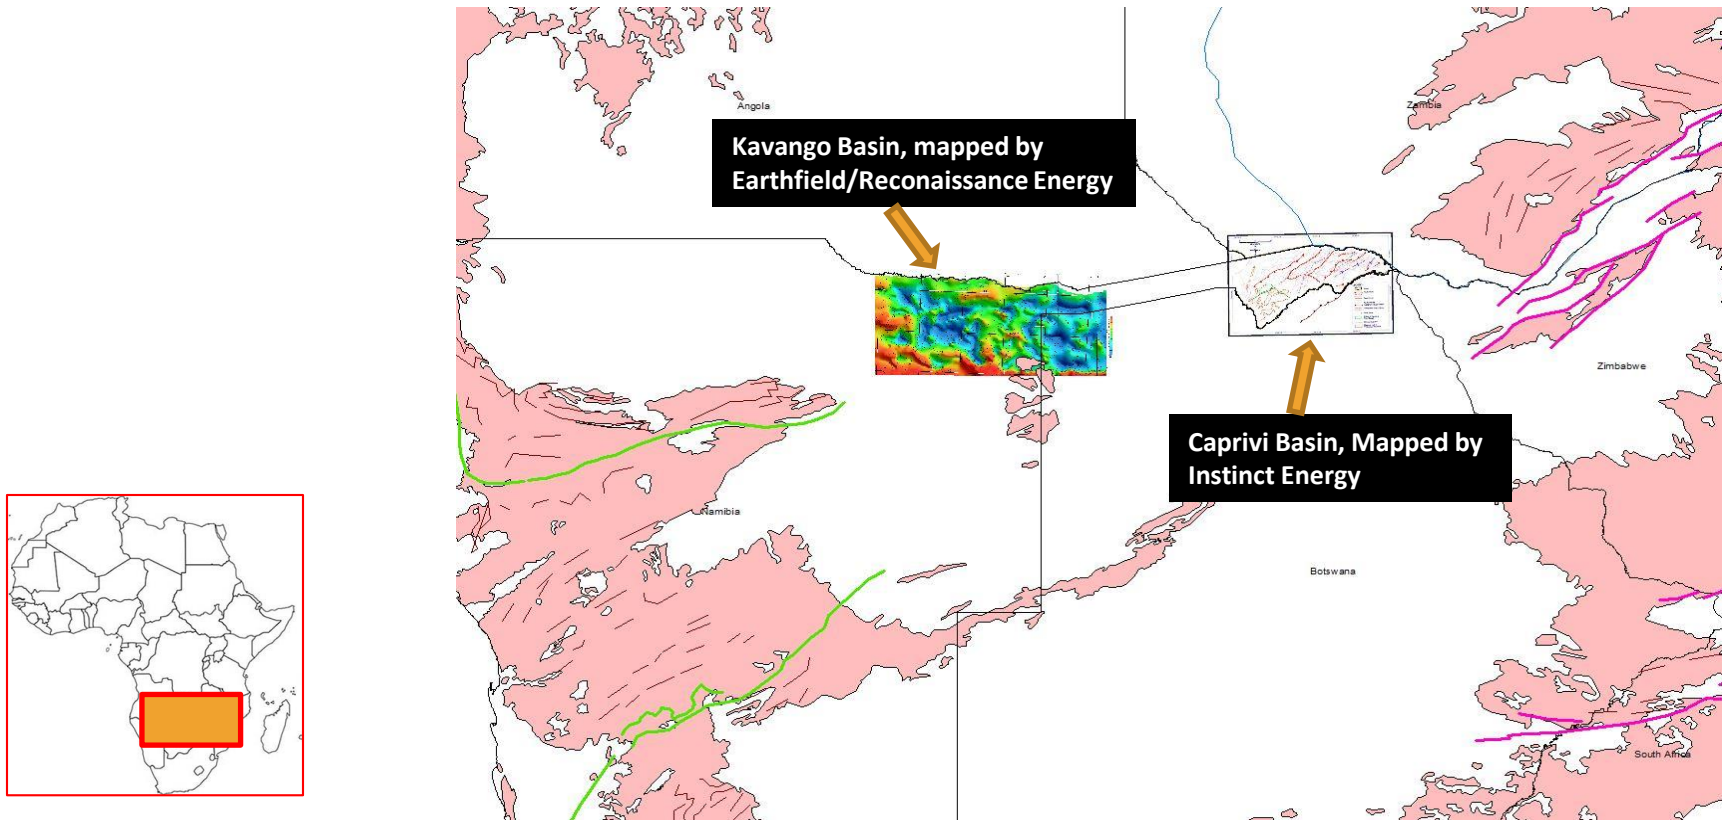 Angola
Zambia
Kavango Basin, mapped by
Earthfield/Reconaissance Energy
Zimbabwe
Caprivi Basin, Mapped by
Instinct Energy
Namibia
Botswana
South Africa